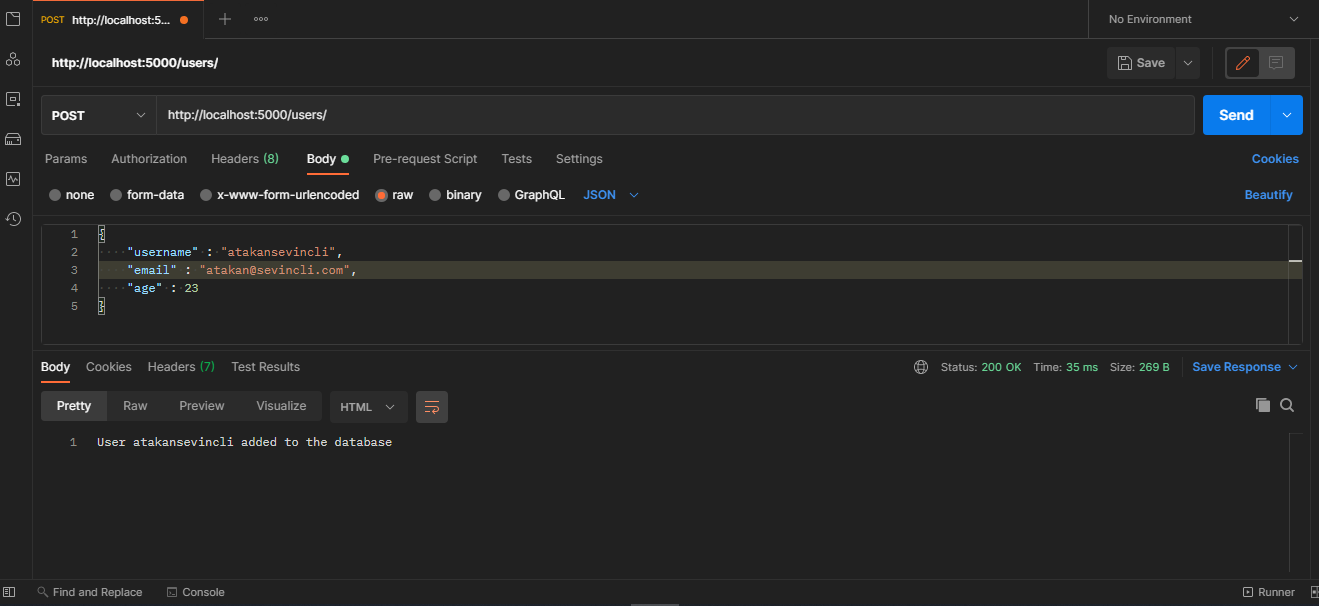 POST http://localhost:5... No Environment
http://localhost:5000/users/ Save
POST http://localhost:5000/users/ Send
Params Authorization Headers (8) Body Pre-request Script Tests Settings Cookies
none form-data x-www-form-urlencoded raw binary GraphQL JSON Beautify
1 {
2 "username" : "atakansevincli",
3 "email" : "atakan@sevincli.com",
4 "age" : 23
5 }
Body Cookies Headers (7) Test Results Status: 200 OK Time: 35 ms Size: 269 B Save Response
Pretty Raw Preview Visualize HTML
1 User atakansevincli added to the database
Find and Replace Console Runner